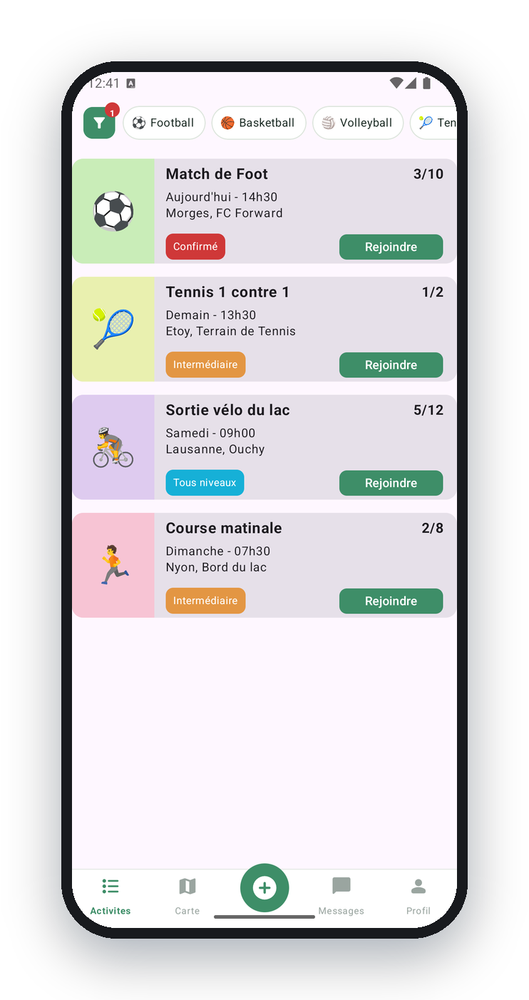 12:41 A
1
Football Basketball Volleyball Ten
Match de Foot 3/10
Aujourd'hui - 14h30
Morges, FC Forward
Confirmé Rejoindre
Tennis 1 contre 1 1/2
Demain - 13h30
Etoy, Terrain de Tennis
Intermédiaire Rejoindre
Sortie vélo du lac 5/12
Samedi - 09h00
Lausanne, Ouchy
Tous niveaux Rejoindre
Course matinale 2/8
Dimanche - 07h30
Nyon, Bord du lac
Intermédiaire Rejoindre
Activites Carte Messages Profil